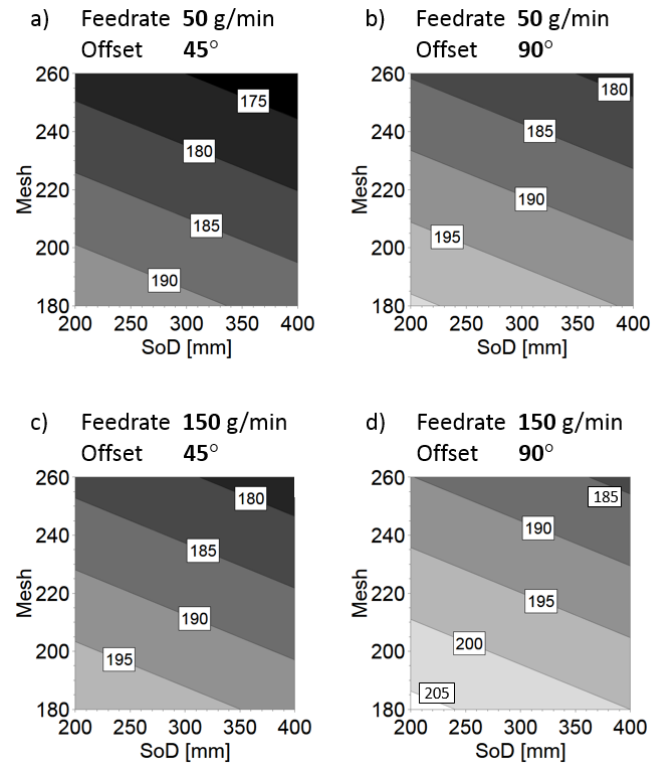 a) Feedrate 50 g/min
Offset 45°
b) Feedrate 50 g/min
Offset 90°
260
240
220
200
180
Mesh
175
180
185
190
200 250 300 350 400
SoD [mm]
260
240
220
200
180
Mesh
180
185
190
195
200 250 300 350 400
SoD [mm]
c) Feedrate 150 g/min
Offset 45°
d) Feedrate 150 g/min
Offset 90°
260
240
220
200
180
Mesh
180
185
190
195
200 250 300 350 400
SoD [mm]
260
240
220
200
180
Mesh
185
190
195
200
205
200 250 300 350 400
SoD [mm]